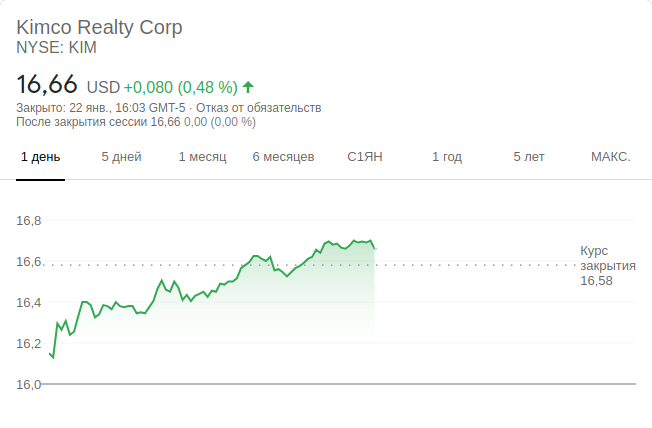 Kimco Realty Corp
NYSE: KIM
16,66 USD +0,080 (0,48 %)
Закрыто: 22 янв., 16:03 GMT-5 · Отказ от обязательств
После закрытия сессии 16,66 0,00 (0,00 %)
1 день 5 дней 1 месяц 6 месяцев С1ЯН 1 год 5 лет МАКС.
16,8
16,6
16,4
16,2
16,0
Курс
закрытия
16,58